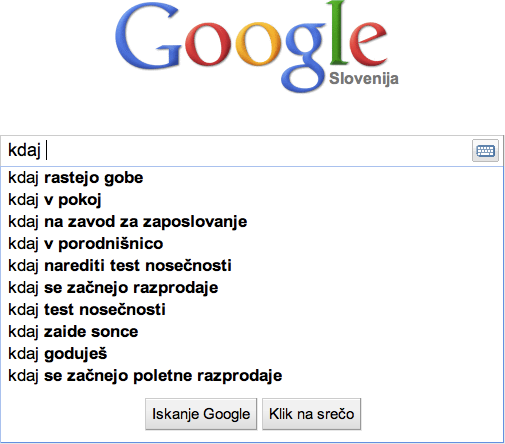 Google
Slovenija
kdaj
kdaj rastejo gobe
kdaj v pokoj
kdaj na zavod za zaposlovanje
kdaj v porodnišnico
kdaj narediti test nosečnosti
kdaj se začnejo razprodaje
kdaj test nosečnosti
kdaj zaide sonce
kdaj goduješ
kdaj se začnejo poletne razprodaje
Iskanje Google Klik na srečo